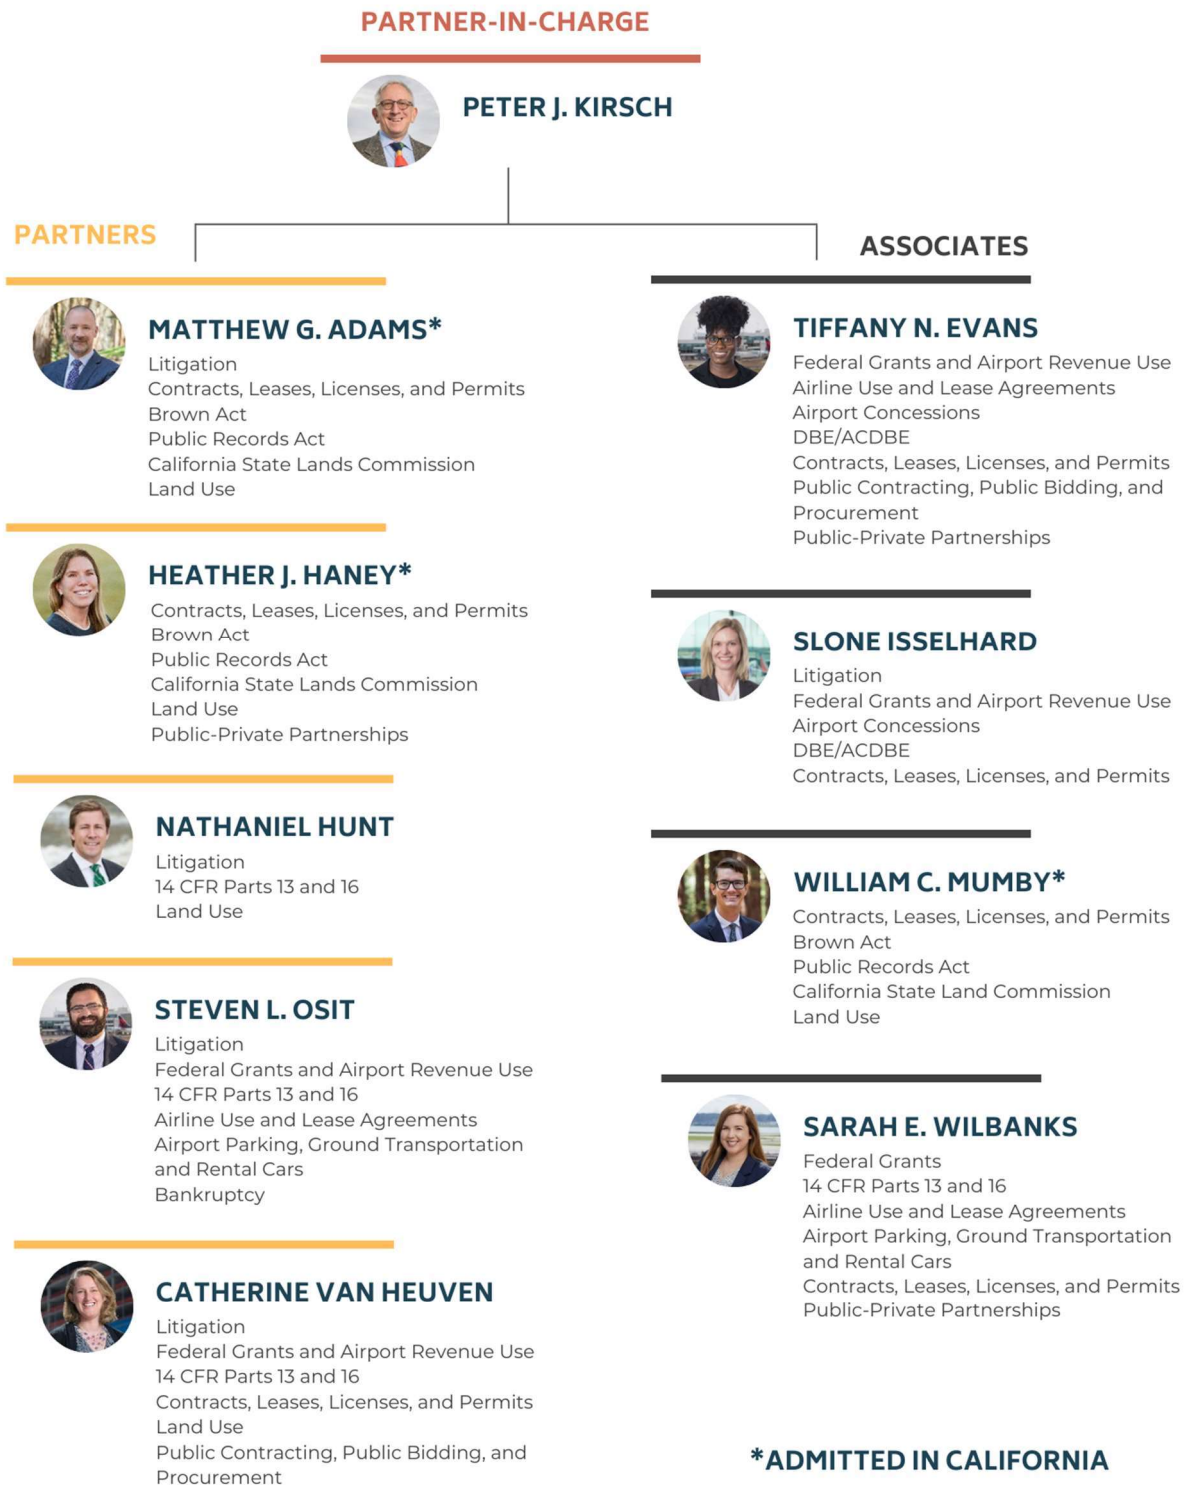 PARTNER-IN-CHARGE
PETER J. KIRSCH
PARTNERS
MATTHEW G. ADAMS*
Litigation
Contracts, Leases, Licenses, and Permits
Brown Act
Public Records Act
California State Lands Commission
Land Use
HEATHER J. HANEY*
Contracts, Leases, Licenses, and Permits
Brown Act
Public Records Act
California State Lands Commission
Land Use
Public-Private Partnerships
NATHANIEL HUNT
Litigation
14 CFR Parts 13 and 16
Land Use
STEVEN L. OSIT
Litigation
Federal Grants and Airport Revenue Use
14 CFR Parts 13 and 16
Airline Use and Lease Agreements
Airport Parking, Ground Transportation
and Rental Cars
Bankruptcy
CATHERINE VAN HEUVEN
Litigation
Federal Grants and Airport Revenue Use
14 CFR Parts 13 and 16
Contracts, Leases, Licenses, and Permits
Land Use
Public Contracting, Public Bidding, and
Procurement
ASSOCIATES
TIFFANY N. EVANS
Federal Grants and Airport Revenue Use
Airline Use and Lease Agreements
Airport Concessions
DBE/ACDBE
Contracts, Leases, Licenses, and Permits
Public Contracting, Public Bidding, and
Procurement
Public-Private Partnerships
SLONE ISSELHARD
Litigation
Federal Grants and Airport Revenue Use
Airport Concessions
DBE/ACDBE
Contracts, Leases, Licenses, and Permits
WILLIAM C. MUMBY*
Contracts, Leases, Licenses, and Permits
Brown Act
Public Records Act
California State Land Commission
Land Use
SARAH E. WILBANKS
Federal Grants
14 CFR Parts 13 and 16
Airline Use and Lease Agreements
Airport Parking, Ground Transportation
and Rental Cars
Contracts, Leases, Licenses, and Permits
Public-Private Partnerships
*ADMITTED IN CALIFORNIA